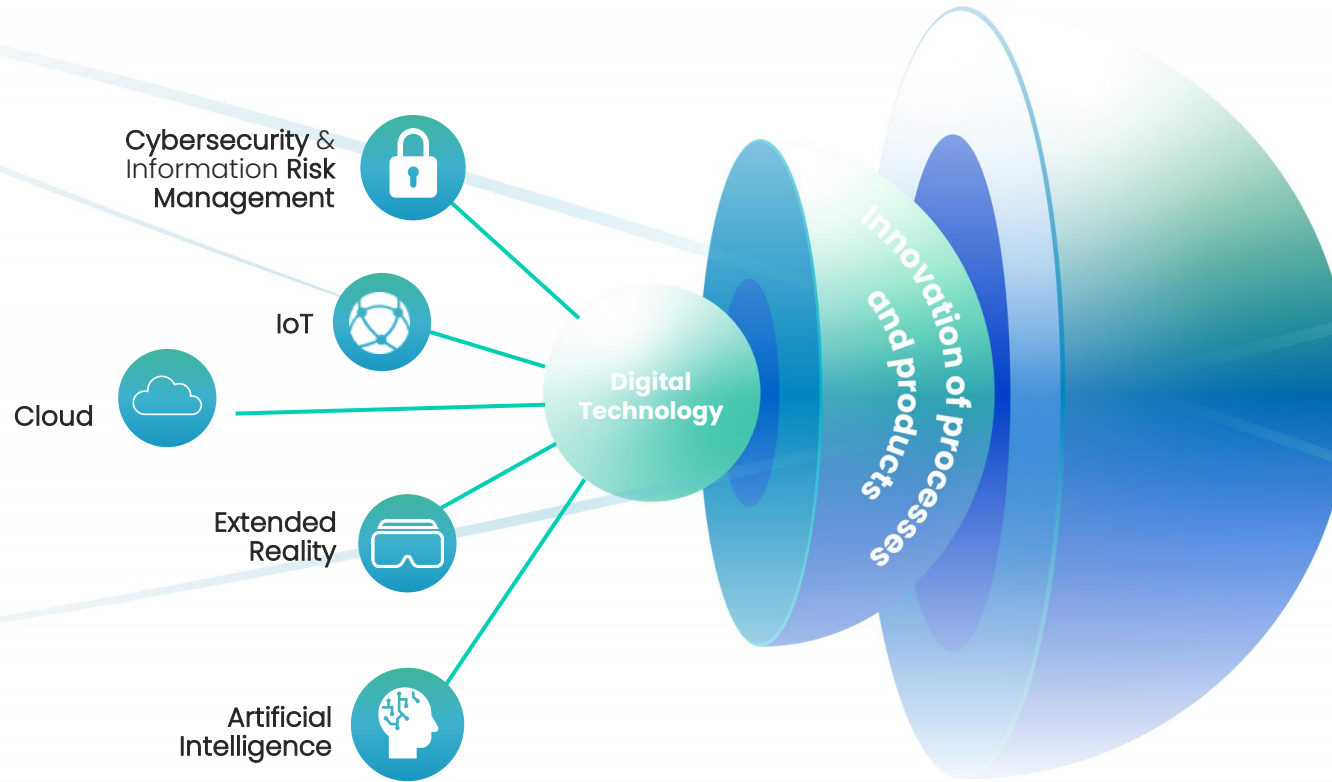 Cybersecurity &
Information Risk
Management
IoT
Cloud
Extended
Reality
Artificial
Intelligence
Digital
Technology
Innovation of processes
and products